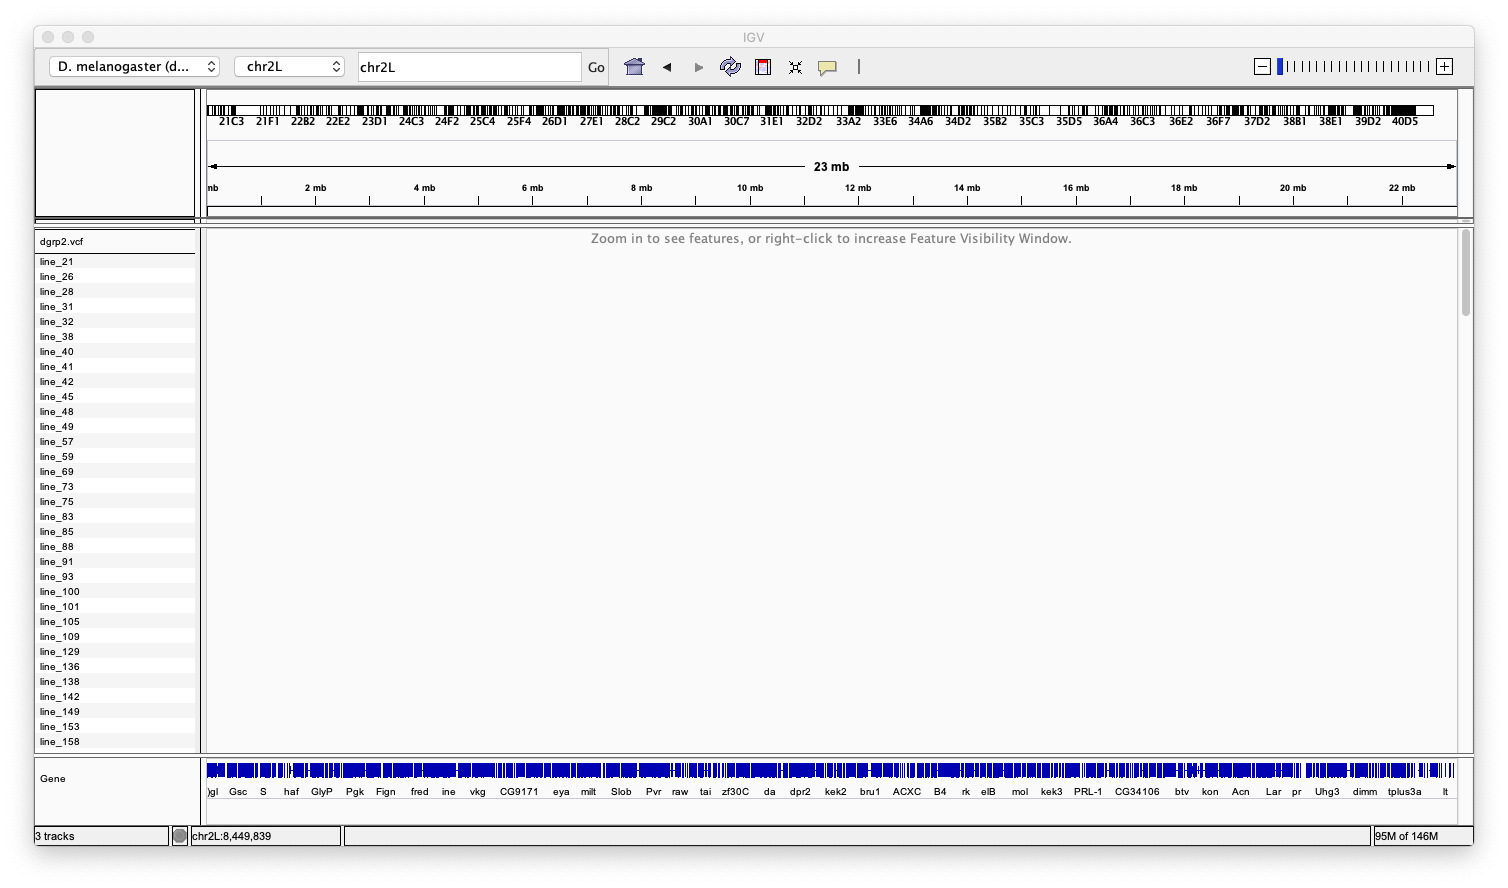 IGV
D. melanogaster (d... chr2L chr2L Go
21C3 21F1 22B2 22E2 23D1 24C3 24F2 25C4 25F4 26D1 27E1 28C2 29C2 30A1 30C7 31E1 32D2 33A2 33E6 34A6 34D2 35B2 35C3 35D5 36A4 36C3 36E2 36F7 37D2 38B1 38E1 39D2 40D5
23 mb
mb 2 mb 4 mb 6 mb 8 mb 10 mb 12 mb 14 mb 16 mb 18 mb 20 mb 22 mb
dgrp2.vcf
Zoom in to see features, or right-click to increase Feature Visibility Window.
line_21
line_26
line_28
line_31
line_32
line_38
line_40
line_41
line_42
line_45
line_48
line_49
line_57
line_59
line_69
line_73
line_75
line_83
line_85
line_88
line_91
line_93
line_100
line_101
line_105
line_109
line_129
line_136
line_138
line_142
line_149
line_153
line_158
Gene
)gl Gsc S haf GlyP Pgk Fign fred ine vkg CG9171 eya milt Slob Pvr raw tai zf30C da dpr2 kek2 bru1 ACXC B4 rk elB mol kek3 PRL-1 CG34106 btv kon Acn Lar pr Uhg3 dimm tplus3a lt
3 tracks chr2L:8,449,839 95M of 146M